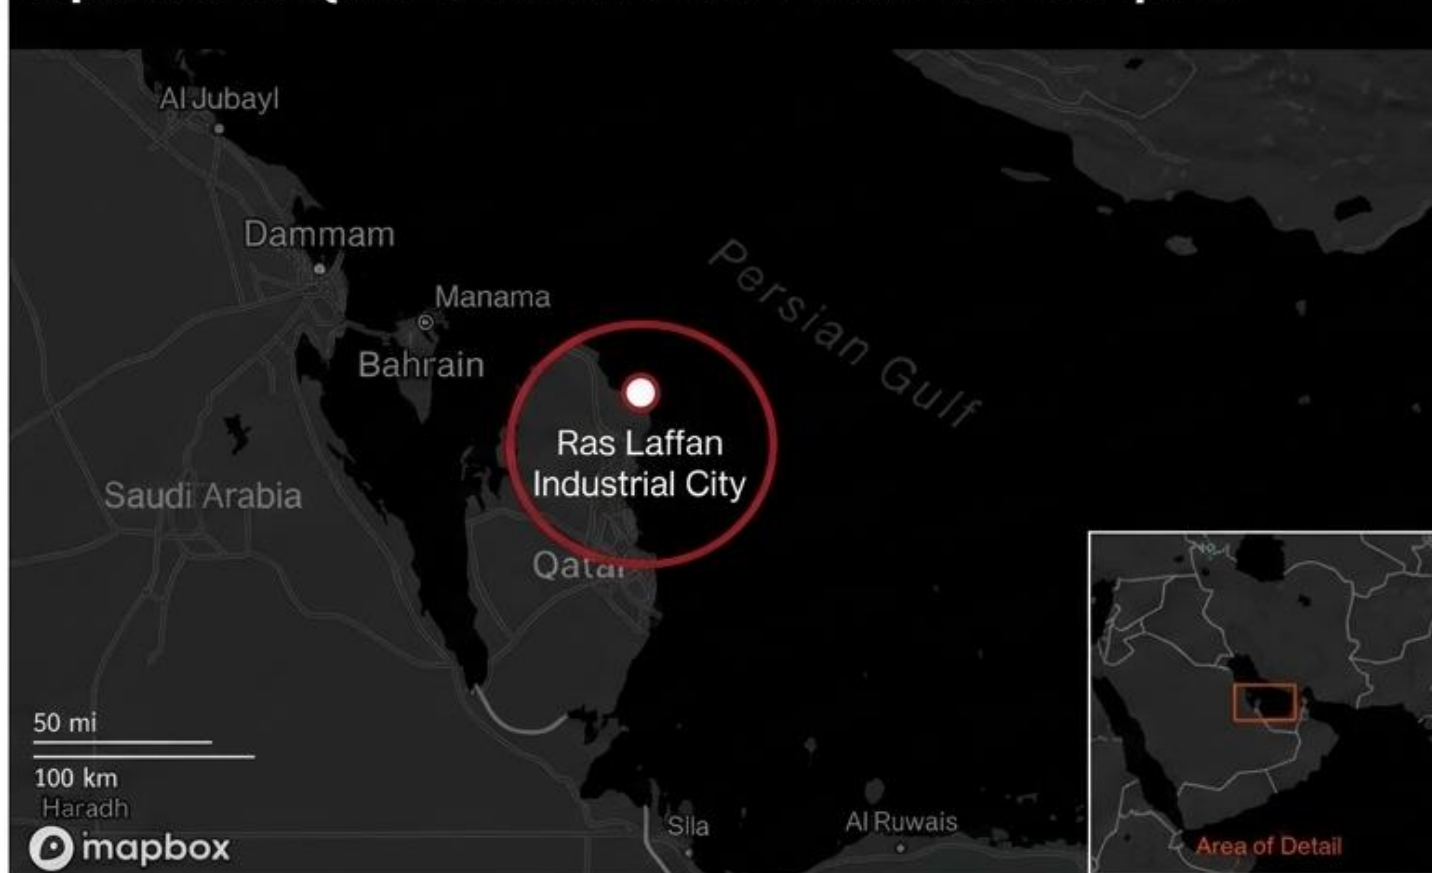 Al Jubayl
Dammam
Manama
Bahrain
Persian Gulf
Ras Laffan
Industrial City
Saudi Arabia
Qatar
50 mi
100 km
Haradh
Sila
Al Ruwais
mapbox
Area of Detail